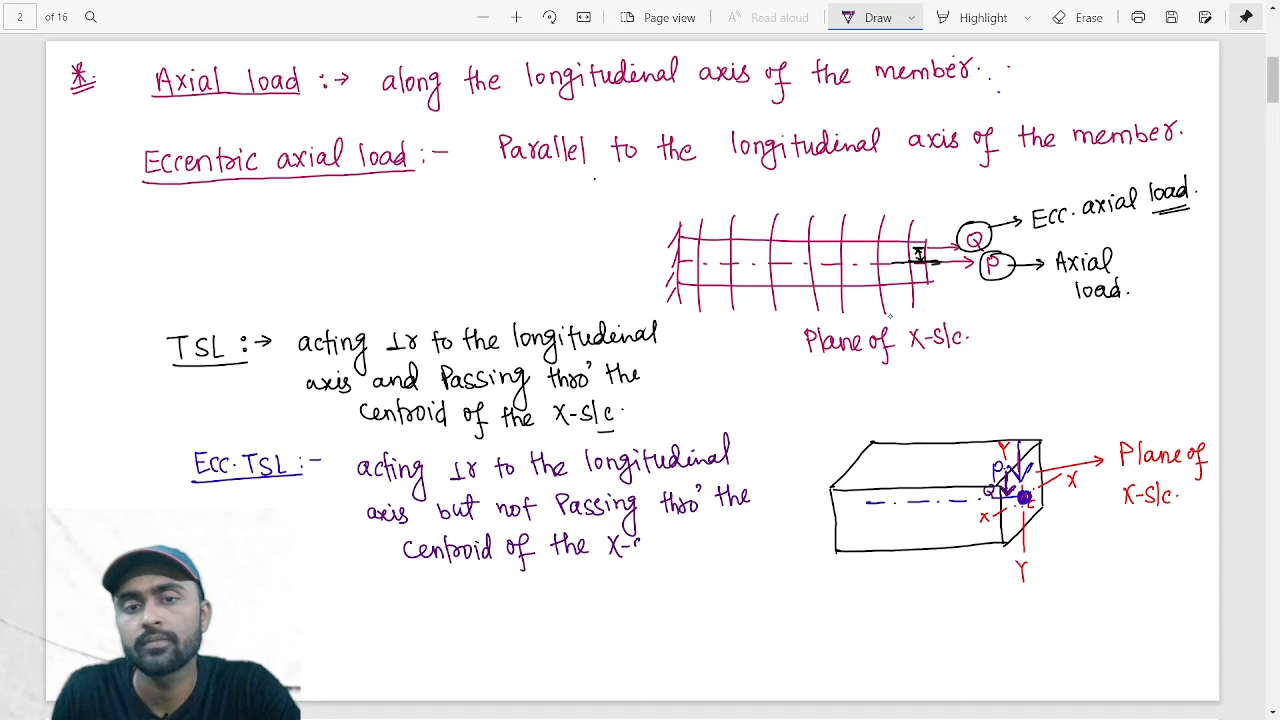 2 of 16
Page view
Read aloud
Draw
Highlight
Erase
* Axial load :→ along the longitudenal axis of the member.
Eccentric axial load :- Parallel to the longitudinal axis of the member.
Q → Ecc. axial load.
P → Axial
load.
Plane of X-S/c.
TSL :→ acting ⊥r to the longitudenal
axis and Passing thro' the
Centroid of the X-S/c.
Ecc. TSL :- acting ⊥r to the longitudinal
axis but not Passing thro' the
Centroid of the X-
Y
P
Q
X
X
C
Y
Plane of
X-S/c.